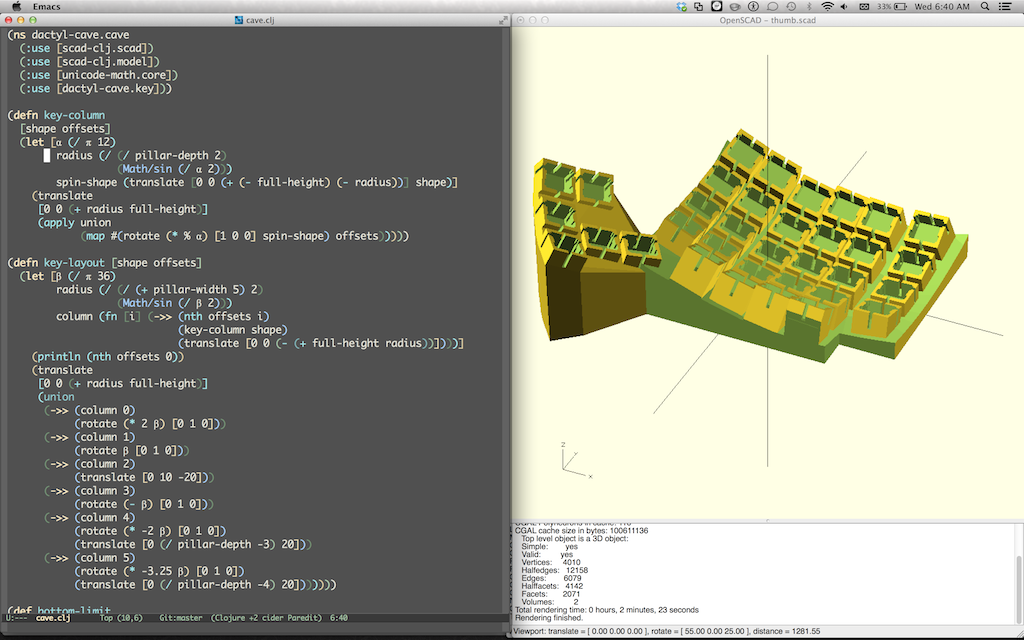 Emacs
33%
Wed 6:40 AM
cave.clj
(ns dactyl-cave.cave
(:use [scad-clj.scad])
(:use [scad-clj.model])
(:use [unicode-math.core])
(:use [dactyl-cave.key]))
(defn key-column
[shape offsets]
(let [α (/ π 12)
radius (/ (/ pillar-depth 2)
(Math/sin (/ α 2)))
spin-shape (translate [0 0 (+ (- full-height) (- radius))] shape)]
(translate
[0 0 (+ radius full-height)]
(apply union
(map #(rotate (* % α) [1 0 0] spin-shape) offsets)))))
(defn key-layout [shape offsets]
(let [β (/ π 36)
radius (/ (/ (+ pillar-width 5) 2)
(Math/sin (/ β 2)))
column (fn [i] (->> (nth offsets i)
(key-column shape)
(translate [0 0 (- (+ full-height radius))])))]
(println (nth offsets 0))
(translate
[0 0 (+ radius full-height)]
(union
(->> (column 0)
(rotate (* 2 β) [0 1 0]))
(->> (column 1)
(rotate β [0 1 0]))
(->> (column 2)
(translate [0 10 -20]))
(->> (column 3)
(rotate (- β) [0 1 0]))
(->> (column 4)
(rotate (* -2 β) [0 1 0])
(translate [0 (/ pillar-depth -3) 20]))
(->> (column 5)
(rotate (* -3.25 β) [0 1 0])
(translate [0 (/ pillar-depth -4) 20]))))))
(def bottom-limit
U:--- cave.clj Top (10,6) Git:master (Clojure +2 cider Paredit) 6:40
OpenSCAD – thumb.scad
z
y
x
CGAL Polyhedrons in cache: 116
CGAL cache size in bytes: 100611136
Top level object is a 3D object:
Simple: yes
Valid: yes
Vertices: 4010
Halfedges: 12158
Edges: 6079
Halffacets: 4142
Facets: 2071
Volumes: 2
Total rendering time: 0 hours, 2 minutes, 23 seconds
Rendering finished.
Viewport: translate = [ 0.00 0.00 0.00 ], rotate = [ 55.00 0.00 25.00 ], distance = 1281.55